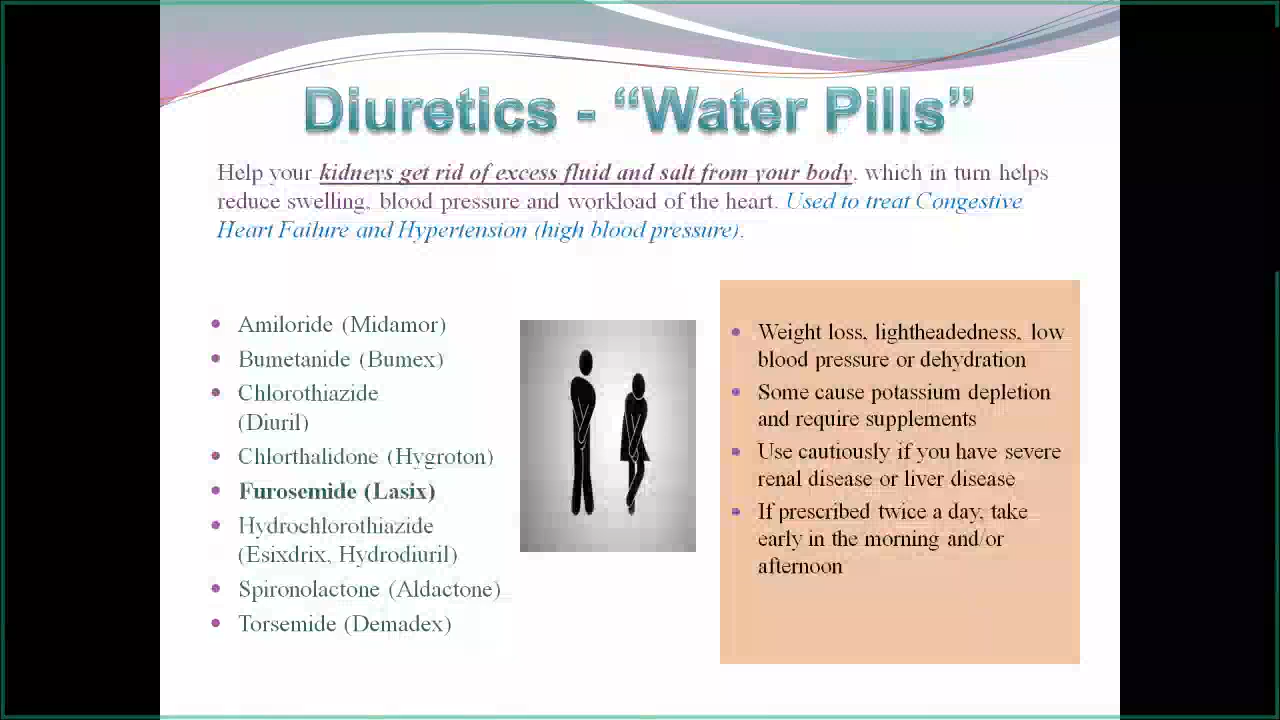 Diuretics - “Water Pills”
Help your kidneys get rid of excess fluid and salt from your body, which in turn helps
reduce swelling, blood pressure and workload of the heart. Used to treat Congestive
Heart Failure and Hypertension (high blood pressure).
Amiloride (Midamor)
Bumetanide (Bumex)
Chlorothiazide
(Diuril)
Chlorthalidone (Hygroton)
Furosemide (Lasix)
Hydrochlorothiazide
(Esixdrix, Hydrodiuril)
Spironolactone (Aldactone)
Torsemide (Demadex)
Weight loss, lightheadedness, low
blood pressure or dehydration
Some cause potassium depletion
and require supplements
Use cautiously if you have severe
renal disease or liver disease
If prescribed twice a day, take
early in the morning and/or
afternoon